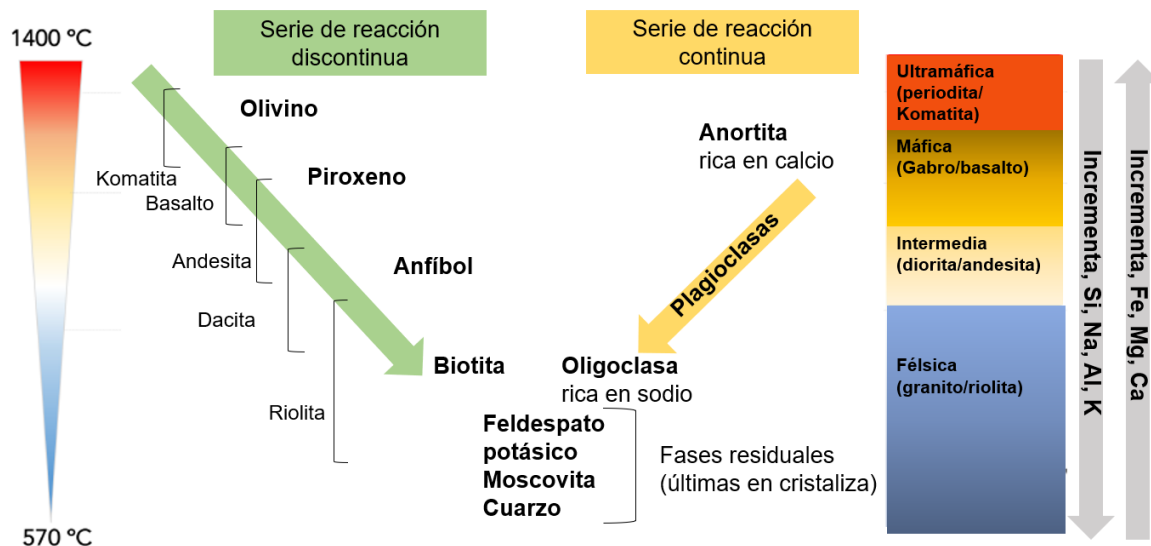 1400 °C
Serie de reacción
discontinua
Serie de reacción
continua
Olivino
Komatita
Piroxeno
Basalto
Andesita
Anfíbol
Dacita
Biotita
Riolita
Anortita
rica en calcio
Plagioclasas
Oligoclasa
rica en sodio
Feldespato
potásico
Moscovita
Cuarzo
Fases residuales
(últimas en cristaliza)
Ultramáfica
(periodita/
Komatita)
Máfica
(Gabro/basalto)
Intermedia
(diorita/andesita)
Félsica
(granito/riolita)
Incrementa, Si, Na, Al, K
Incrementa, Fe, Mg, Ca
570 °C